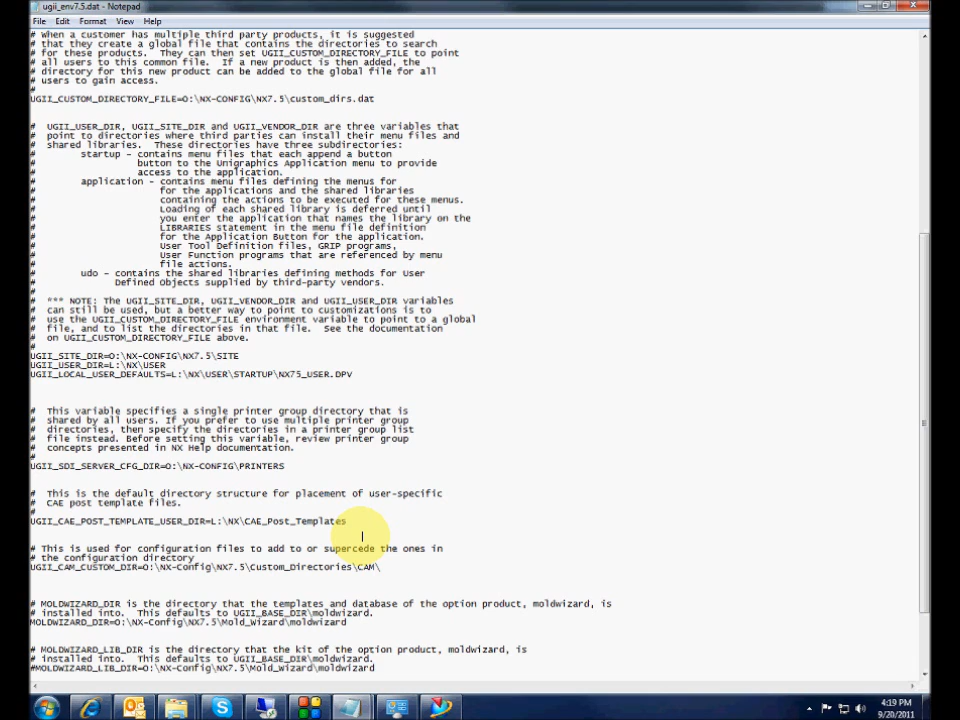 ugii_env7.5.dat - Notepad
File Edit Format View Help
# When a customer has multiple third party products, it is suggested
# that they create a global file that contains the directories to search
# for these products.  They can then set UGII_CUSTOM_DIRECTORY_FILE to point
# all users to this common file.  If a new product is then added, the
# directory for this new product can be added to the global file for all
# users to gain access.
#
UGII_CUSTOM_DIRECTORY_FILE=O:\NX-CONFIG\NX7.5\custom_dirs.dat
#  UGII_USER_DIR, UGII_SITE_DIR and UGII_VENDOR_DIR are three variables that
#  point to directories where third parties can install their menu files and
#  shared libraries.  These directories have three subdirectories:
#        startup - contains menu files that each append a button
#                  button to the Unigraphics Application menu to provide
#                  access to the application.
#        application - contains menu files defining the menus for
#                      for the applications and the shared libraries
#                      containing the actions to be executed for these menus.
#                      Loading of each shared library is deferred until
#                      you enter the application that names the library on the
#                      LIBRARIES statement in the menu file definition
#                      for the Application Button for the application.
#                      User Tool Definition files, GRIP programs,
#                      User Function programs that are referenced by menu
#                      file actions.
#        udo - contains the shared libraries defining methods for User
#              Defined objects supplied by third-party vendors.
#
#  *** NOTE: The UGII_SITE_DIR, UGII_VENDOR_DIR and UGII_USER_DIR variables
#  can still be used, but a better way to point to customizations is to
#  use the UGII_CUSTOM_DIRECTORY_FILE environment variable to point to a global
#  file, and to list the directories in that file.  See the documentation
#  on UGII_CUSTOM_DIRECTORY_FILE above.
#
UGII_SITE_DIR=O:\NX-CONFIG\NX7.5\SITE
UGII_USER_DIR=L:\NX\USER
UGII_LOCAL_USER_DEFAULTS=L:\NX\USER\STARTUP\NX75_USER.DPV
#  This variable specifies a single printer group directory that is
#  shared by all users. If you prefer to use multiple printer group
#  directories, then specify the directories in a printer group list
#  file instead. Before setting this variable, review printer group
#  concepts presented in NX Help documentation.
#
UGII_SDI_SERVER_CFG_DIR=O:\NX-CONFIG\PRINTERS
#  This is the default directory structure for placement of user-specific
#  CAE post template files.
#
UGII_CAE_POST_TEMPLATE_USER_DIR=L:\NX\CAE_Post_Templates
# This is used for configuration files to add to or supercede the ones in
# the configuration directory
UGII_CAM_CUSTOM_DIR=O:\NX-Config\NX7.5\Custom_Directories\CAM\
# MOLDWIZARD_DIR is the directory that the templates and database of the option product, moldwizard, is
# installed into.  This defaults to UGII_BASE_DIR\moldwizard.
MOLDWIZARD_DIR=O:\NX-Config\NX7.5\Mold_Wizard\moldwizard
# MOLDWIZARD_LIB_DIR is the directory that the kit of the option product, moldwizard, is
# installed into.  This defaults to UGII_BASE_DIR\moldwizard.
#MOLDWIZARD_LIB_DIR=O:\NX-Config\NX7.5\Mold_Wizard\moldwizard
4:19 PM
9/20/2011